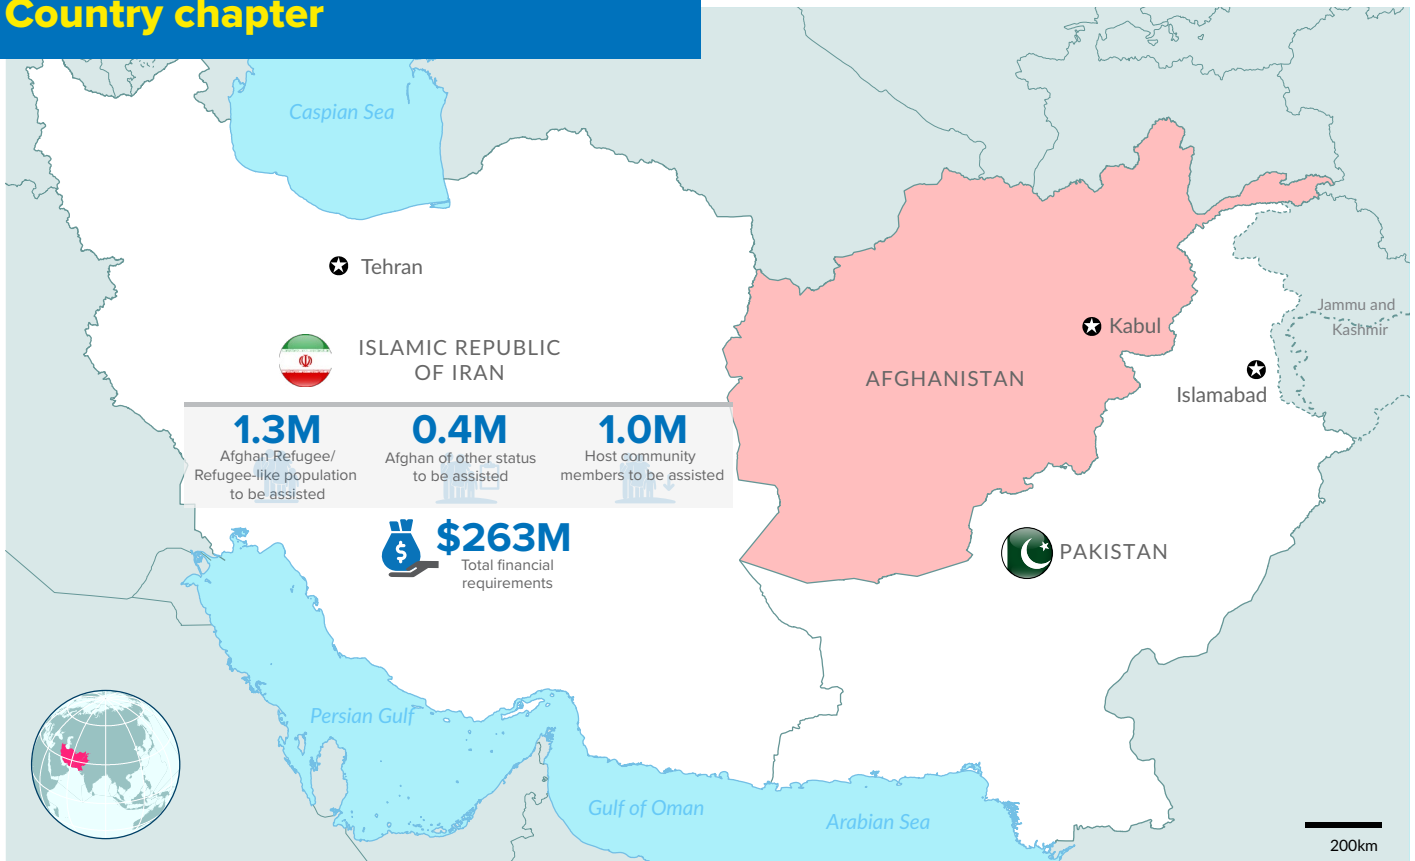 Country chapter
Caspian Sea
Tehran
ISLAMIC REPUBLIC
OF IRAN
1.3M
Afghan Refugee/
Refugee-like population
to be assisted
0.4M
Afghan of other status
to be assisted
1.0M
Host community
members to be assisted
$263M
Total financial
requirements
AFGHANISTAN
Kabul
Jammu and
Kashmir
Islamabad
PAKISTAN
Persian Gulf
Gulf of Oman
Arabian Sea
200km